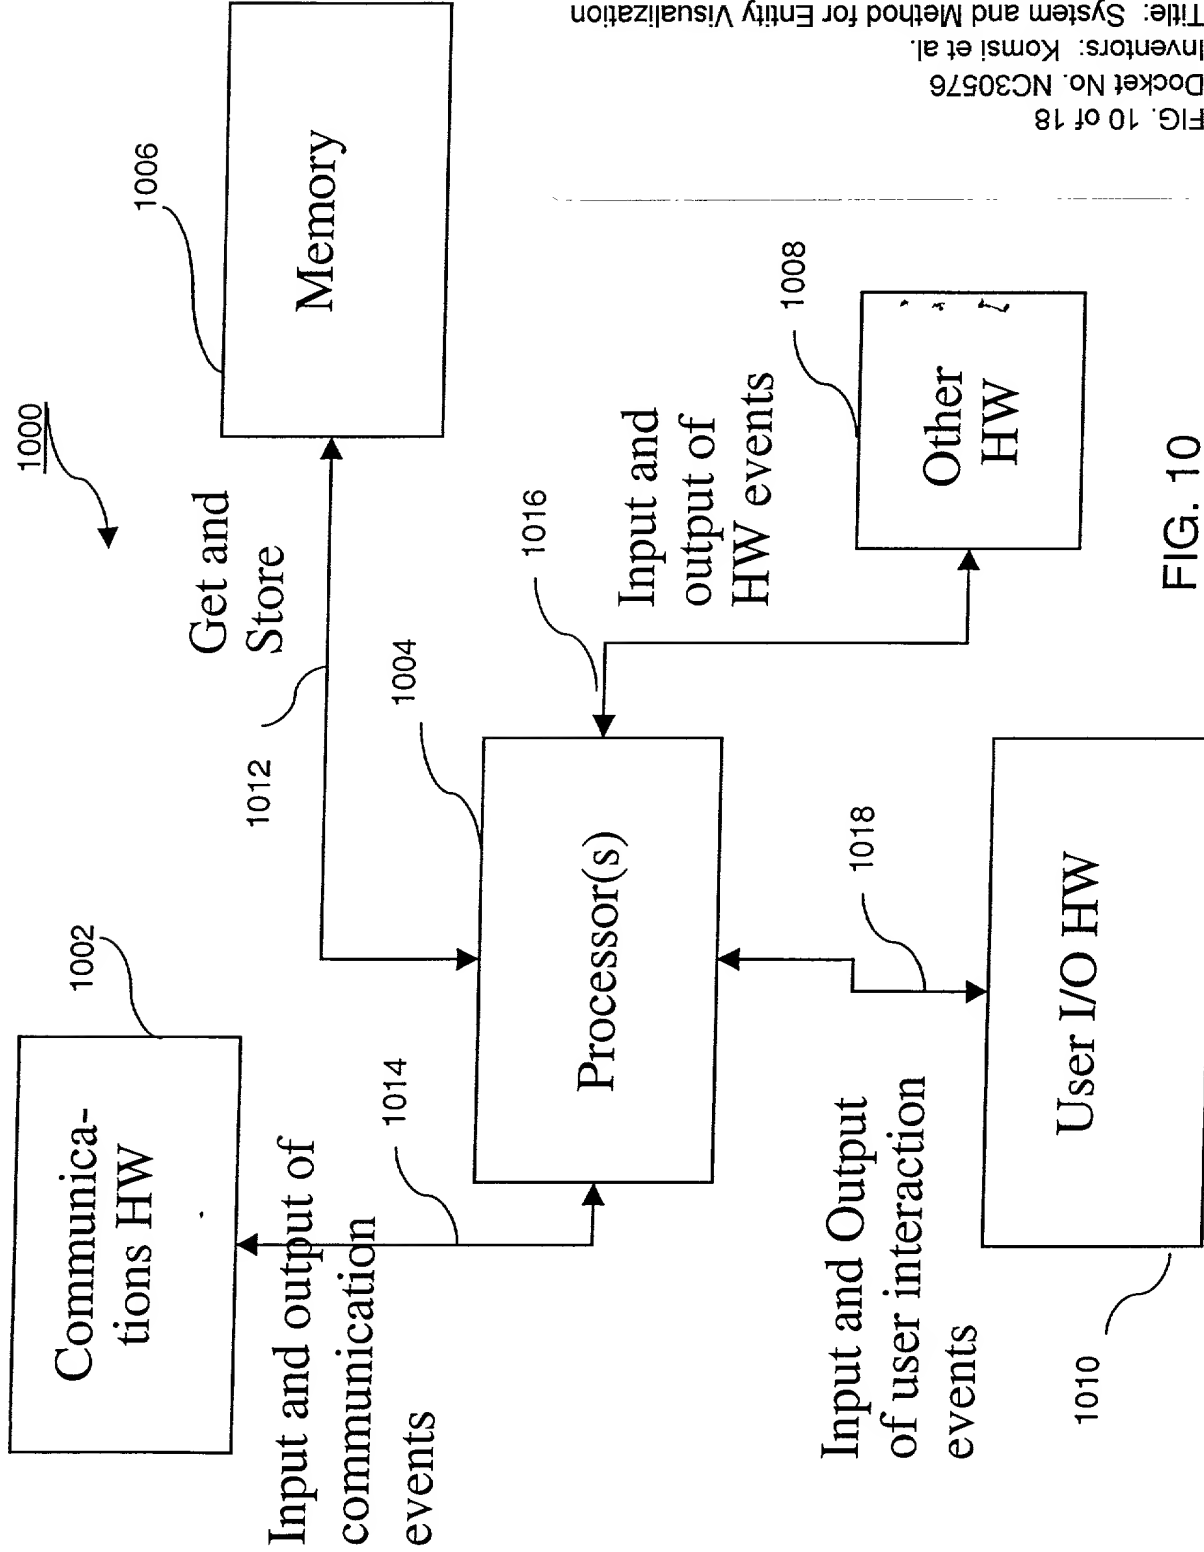 Title: System and Method for Entity Visualization
Inventors: Komsi et al.
Docket No. NC30576
FIG. 10 of 18
1000
1002
Communica-
tions HW
1006
Memory
Get and
Store
1012
1004
Processor(s)
1014
Input and output of
communication
events
1016
Input and
output of
HW events
1008
Other
HW
1018
Input and Output
of user interaction
events
User I/O HW
1010
FIG. 10